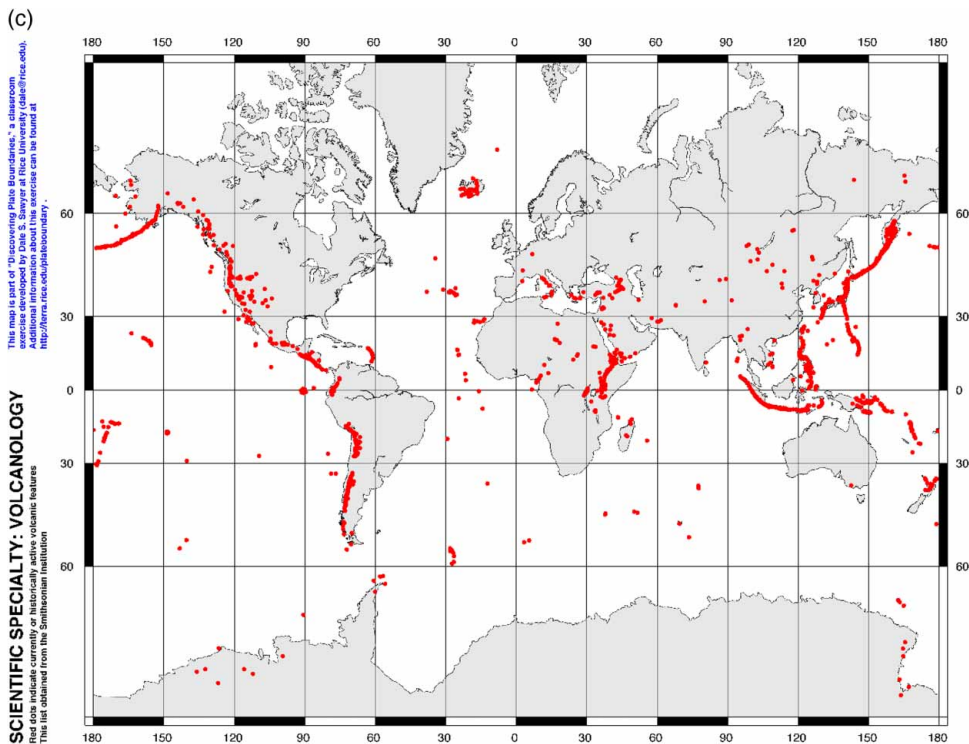 (c)
This map is part of "Discovering Plate Boundaries," a classroom
exercise developed by Dale S. Sawyer at Rice University (dale@rice.edu).
Additional information about this exercise can be found at
http://terra.rice.edu/plateboundary .
SCIENTIFIC SPECIALTY: VOLCANOLOGY
Red dots indicate currently or historically active volcanic features
This list obtained from the Smithsonian Institution
180 150 120 90 60 30 0 30 60 90 120 150 180
60 60
30 30
0 0
30 30
60 60
180 150 120 90 60 30 0 30 60 90 120 150 180